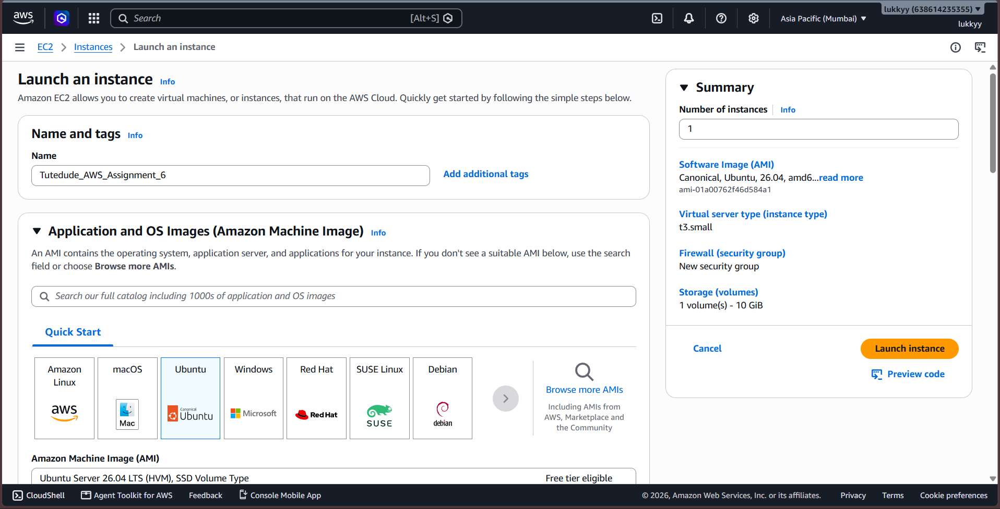 aws
Search
[Alt+S]
Asia Pacific (Mumbai)
lukkyy (638614235355)
lukkyy
EC2
Instances
Launch an instance
Launch an instance Info
Amazon EC2 allows you to create virtual machines, or instances, that run on the AWS Cloud. Quickly get started by following the simple steps below.
Name and tags Info
Name
Tutedude_AWS_Assignment_6
Add additional tags
Application and OS Images (Amazon Machine Image) Info
An AMI contains the operating system, application server, and applications for your instance. If you don't see a suitable AMI below, use the search
field or choose Browse more AMIs.
Search our full catalog including 1000s of application and OS images
Quick Start
Amazon
Linux
aws
macOS
Mac
Ubuntu
Canonical
Ubuntu
Windows
Microsoft
Red Hat
Red Hat
SUSE Linux
SUSE
Debian
debian
Browse more AMIs
Including AMIs from
AWS, Marketplace and
the Community
Amazon Machine Image (AMI)
Ubuntu Server 26.04 LTS (HVM), SSD Volume Type
Free tier eligible
Summary
Number of instances Info
1
Software Image (AMI)
Canonical, Ubuntu, 26.04, amd6...read more
ami-01a00762f46d584a1
Virtual server type (instance type)
t3.small
Firewall (security group)
New security group
Storage (volumes)
1 volume(s) - 10 GiB
Cancel
Launch instance
Preview code
CloudShell
Agent Toolkit for AWS
Feedback
Console Mobile App
© 2026, Amazon Web Services, Inc. or its affiliates.
Privacy
Terms
Cookie preferences